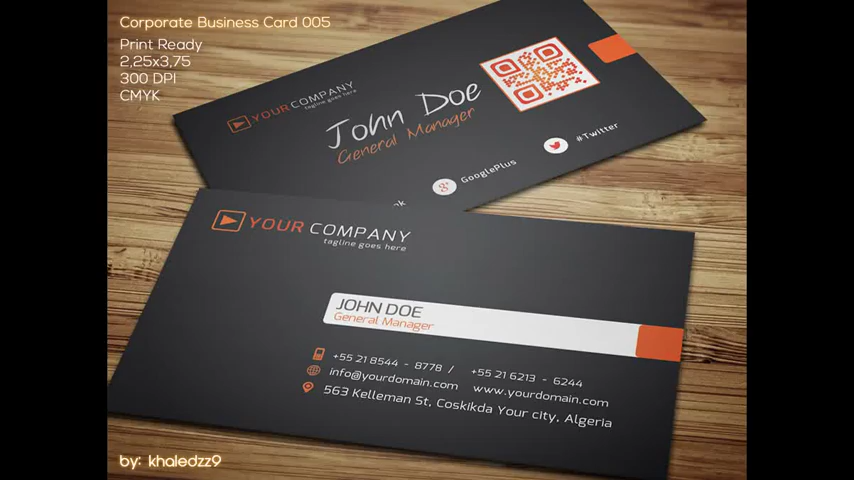 Corporate Business Card 005
Print Ready
2,25x3,75
300 DPI
CMYK
YOUR COMPANY
tagline goes here
John Doe
General Manager
GooglePlus
#Twitter
YOUR COMPANY
tagline goes here
JOHN DOE
General Manager
+55 21 8544 - 8778 / +55 21 6213 - 6244
info@yourdomain.com www.yourdomain.com
563 Kelleman St, Coskikda Your city, Algeria
by: khaledzz9